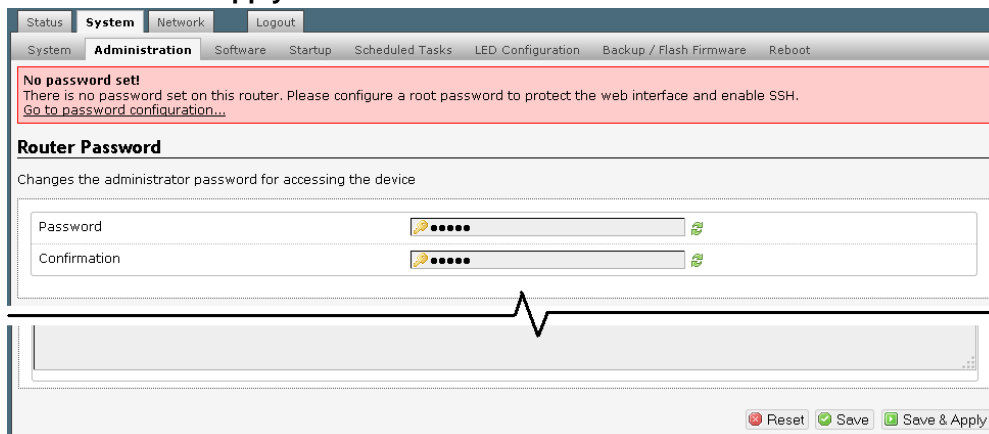 Status System Network Logout
System Administration Software Startup Scheduled Tasks LED Configuration Backup / Flash Firmware Reboot
No password set!
There is no password set on this router. Please configure a root password to protect the web interface and enable SSH.
Go to password configuration...
Router Password
Changes the administrator password for accessing the device
Password •••••
Confirmation •••••
Reset Save Save & Apply